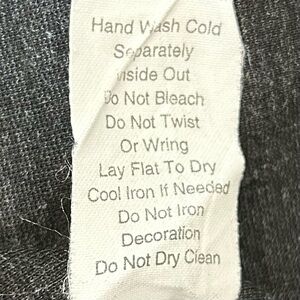 Hand Wash Cold
Separately
Inside Out
Do Not Bleach
Do Not Twist
Or Wring
Lay Flat To Dry
Cool Iron If Needed
Do Not Iron
Decoration
Do Not Dry Clean